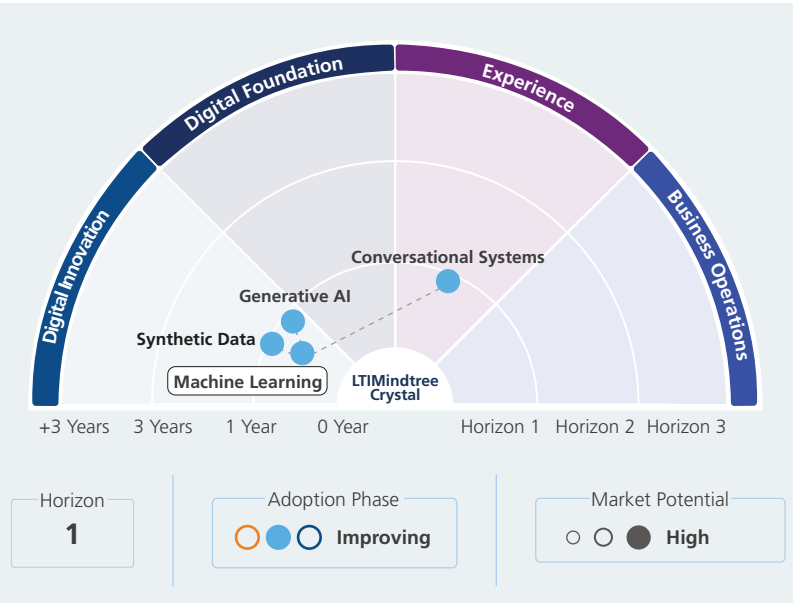 Digital Foundation
Experience
Digital Innovation
Business Operations
Conversational Systems
Generative AI
Synthetic Data
Machine Learning
LTIMindtree
Crystal
+3 Years 3 Years 1 Year 0 Year Horizon 1 Horizon 2 Horizon 3
Horizon
1
Adoption Phase
Improving
Market Potential
High